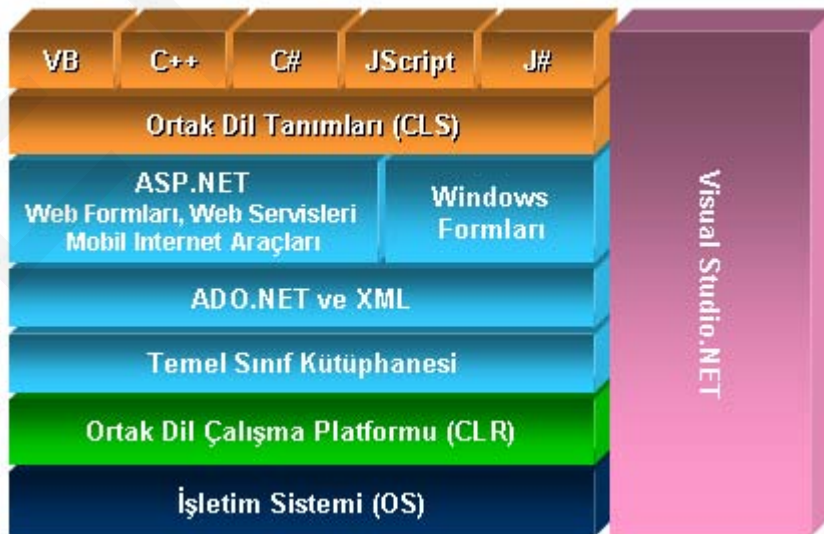 VB C++ C# JScript J#
Ortak Dil Tanımları (CLS)
ASP.NET
Web Formları, Web Servisleri
Mobil Internet Araçları
Windows
Formları
ADO.NET ve XML
Temel Sınıf Kütüphanesi
Ortak Dil Çalışma Platformu (CLR)
İşletim Sistemi (OS)
Visual Studio.NET